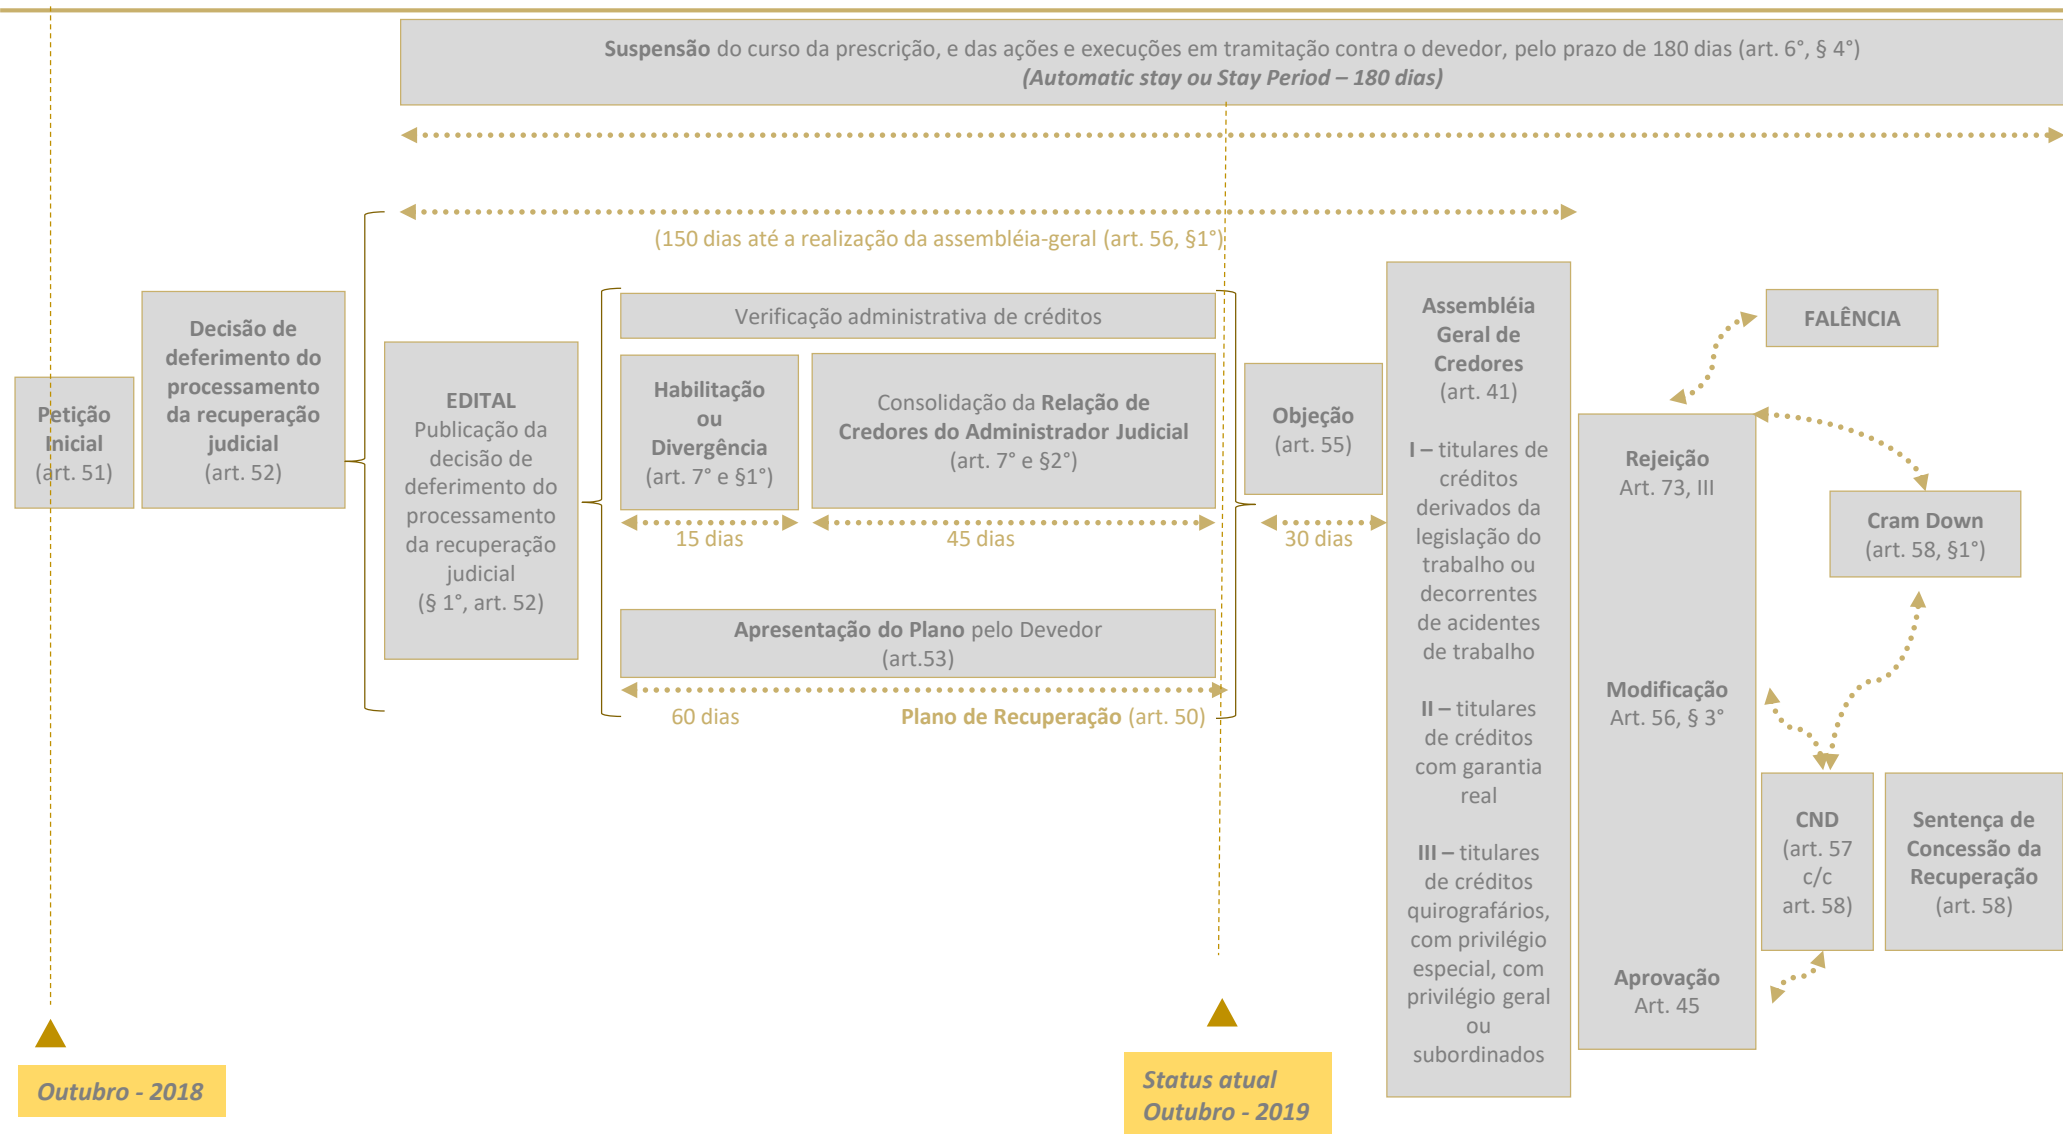 Suspensão do curso da prescrição, e das ações e execuções em tramitação contra o devedor, pelo prazo de 180 dias (art. 6°, § 4°)
(Automatic stay ou Stay Period – 180 dias)
(150 dias até a realização da assembléia-geral (art. 56, §1°)
Petição
Inicial
(art. 51)
Decisão de
deferimento do
processamento
da recuperação
judicial
(art. 52)
EDITAL
Publicação da
decisão de
deferimento do
processamento
da recuperação
judicial
(§ 1°, art. 52)
Verificação administrativa de créditos
Habilitação
ou
Divergência
(art. 7° e §1°)
15 dias
Consolidação da Relação de
Credores do Administrador Judicial
(art. 7° e §2°)
45 dias
Apresentação do Plano pelo Devedor
(art.53)
60 dias
Plano de Recuperação (art. 50)
Objeção
(art. 55)
30 dias
Assembléia
Geral de
Credores
(art. 41)
I – titulares de
créditos
derivados da
legislação do
trabalho ou
decorrentes
de acidentes
de trabalho
II – titulares
de créditos
com garantia
real
III – titulares
de créditos
quirografários,
com privilégio
especial, com
privilégio geral
ou
subordinados
Rejeição
Art. 73, III
Modificação
Art. 56, § 3°
Aprovação
Art. 45
FALÊNCIA
Cram Down
(art. 58, §1°)
CND
(art. 57
c/c
art. 58)
Sentença de
Concessão da
Recuperação
(art. 58)
Outubro - 2018
Status atual
Outubro - 2019